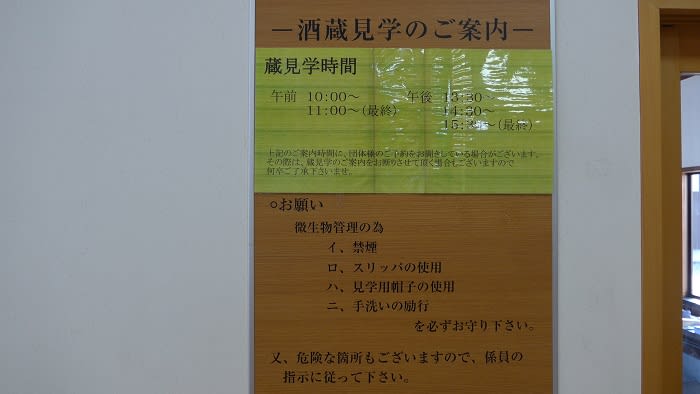 －酒蔵見学のご案内－
蔵見学時間
午前 10:00～ 午後 13:30～
11:00～(最終) 14:30～
～(最終)
上記のご案内時間に、団体様のご予約をお聞きしている場合がございます。
その際は、蔵見学のご案内をお断りさせて頂く場合もございますので
何卒ご了承下さいませ。
○お願い
微生物管理の為
イ、禁煙
ロ、スリッパの使用
ハ、見学用帽子の使用
ニ、手洗いの励行
を必ずお守り下さい。
又、危険な箇所もございますので、係員の
指示に従って下さい。